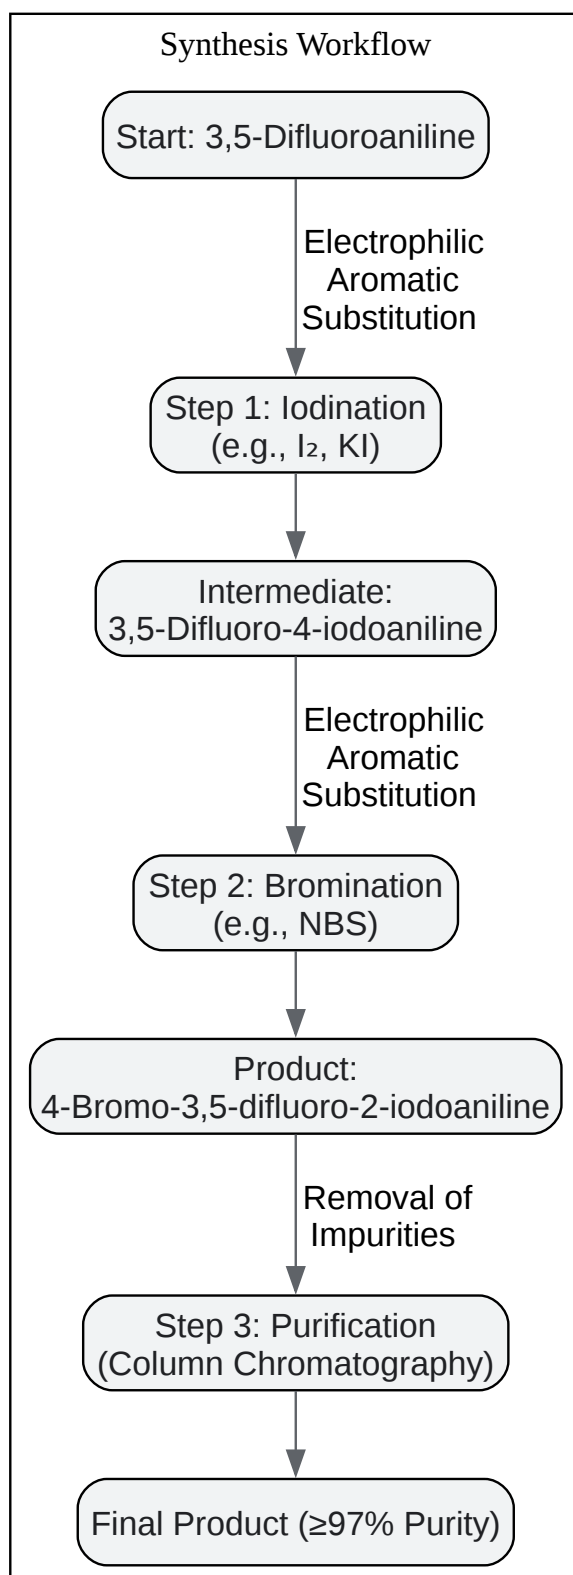 Synthesis Workflow
Start: 3,5-Difluoroaniline
Electrophilic
Aromatic
Substitution
Step 1: Iodination
(e.g., I₂, KI)
Intermediate:
3,5-Difluoro-4-iodoaniline
Electrophilic
Aromatic
Substitution
Step 2: Bromination
(e.g., NBS)
Product:
4-Bromo-3,5-difluoro-2-iodoaniline
Removal of
Impurities
Step 3: Purification
(Column Chromatography)
Final Product (≥97% Purity)